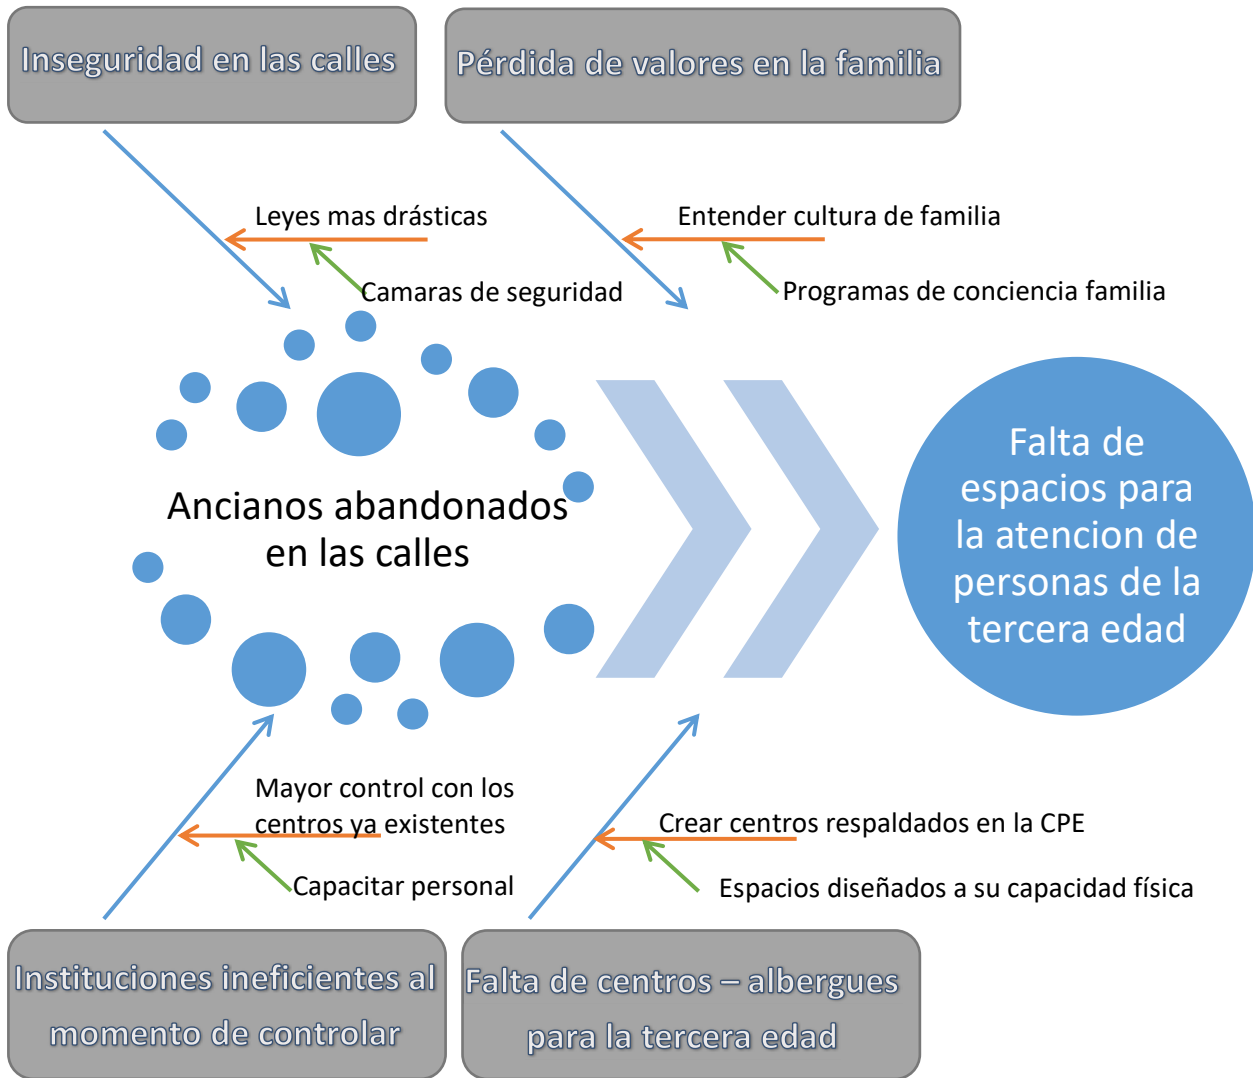 Inseguridad en las calles
Pérdida de valores en la familia
Leyes mas drásticas
Camaras de seguridad
Entender cultura de familia
Programas de conciencia familia
Ancianos abandonados
en las calles
Falta de
espacios para
la atencion de
personas de la
tercera edad
Mayor control con los
centros ya existentes
Capacitar personal
Crear centros respaldados en la CPE
Espacios diseñados a su capacidad física
Instituciones ineficientes al
momento de controlar
Falta de centros – albergues
para la tercera edad